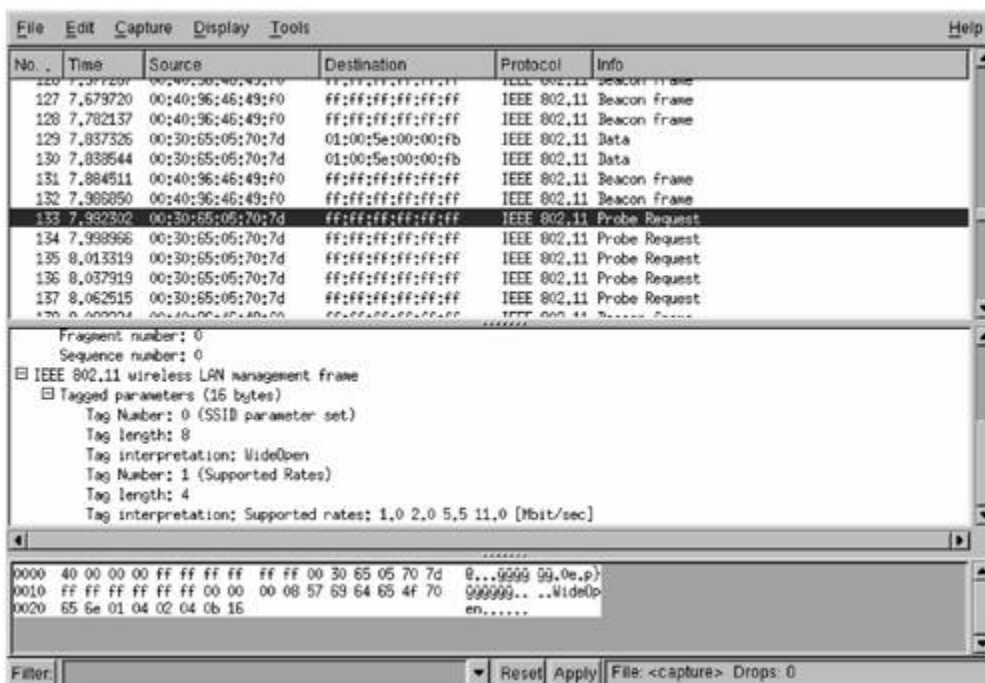 File Edit Capture Display Tools Help
No. . Time Source Destination Protocol Info
127 7.679720 00:40:96:46:49:f0 ff:ff:ff:ff:ff:ff IEEE 802.11 Beacon frame
128 7.782137 00:40:96:46:49:f0 ff:ff:ff:ff:ff:ff IEEE 802.11 Beacon frame
129 7.837326 00:30:65:05:70:7d 01:00:5e:00:00:fb IEEE 802.11 Data
130 7.838544 00:30:65:05:70:7d 01:00:5e:00:00:fb IEEE 802.11 Data
131 7.884511 00:40:96:46:49:f0 ff:ff:ff:ff:ff:ff IEEE 802.11 Beacon frame
132 7.986850 00:40:96:46:49:f0 ff:ff:ff:ff:ff:ff IEEE 802.11 Beacon frame
133 7.992302 00:30:65:05:70:7d ff:ff:ff:ff:ff:ff IEEE 802.11 Probe Request
134 7.998966 00:30:65:05:70:7d ff:ff:ff:ff:ff:ff IEEE 802.11 Probe Request
135 8.013319 00:30:65:05:70:7d ff:ff:ff:ff:ff:ff IEEE 802.11 Probe Request
136 8.037919 00:30:65:05:70:7d ff:ff:ff:ff:ff:ff IEEE 802.11 Probe Request
137 8.062515 00:30:65:05:70:7d ff:ff:ff:ff:ff:ff IEEE 802.11 Probe Request
Fragment number: 0
Sequence number: 0
IEEE 802.11 wireless LAN management frame
Tagged parameters (16 bytes)
Tag Number: 0 (SSID parameter set)
Tag length: 8
Tag interpretation: WideOpen
Tag Number: 1 (Supported Rates)
Tag length: 4
Tag interpretation: Supported rates: 1.0 2.0 5.5 11.0 [Mbit/sec]
0000 40 00 00 00 ff ff ff ff ff ff 00 30 65 05 70 7d @...ÿÿÿÿ ÿÿ.0e.p}
0010 ff ff ff ff ff ff 00 00 00 08 57 69 64 65 4f 70 ÿÿÿÿÿÿ.. ..WideOp
0020 65 6e 01 04 02 04 0b 16 en......
Filter: Reset Apply File: <capture> Drops: 0